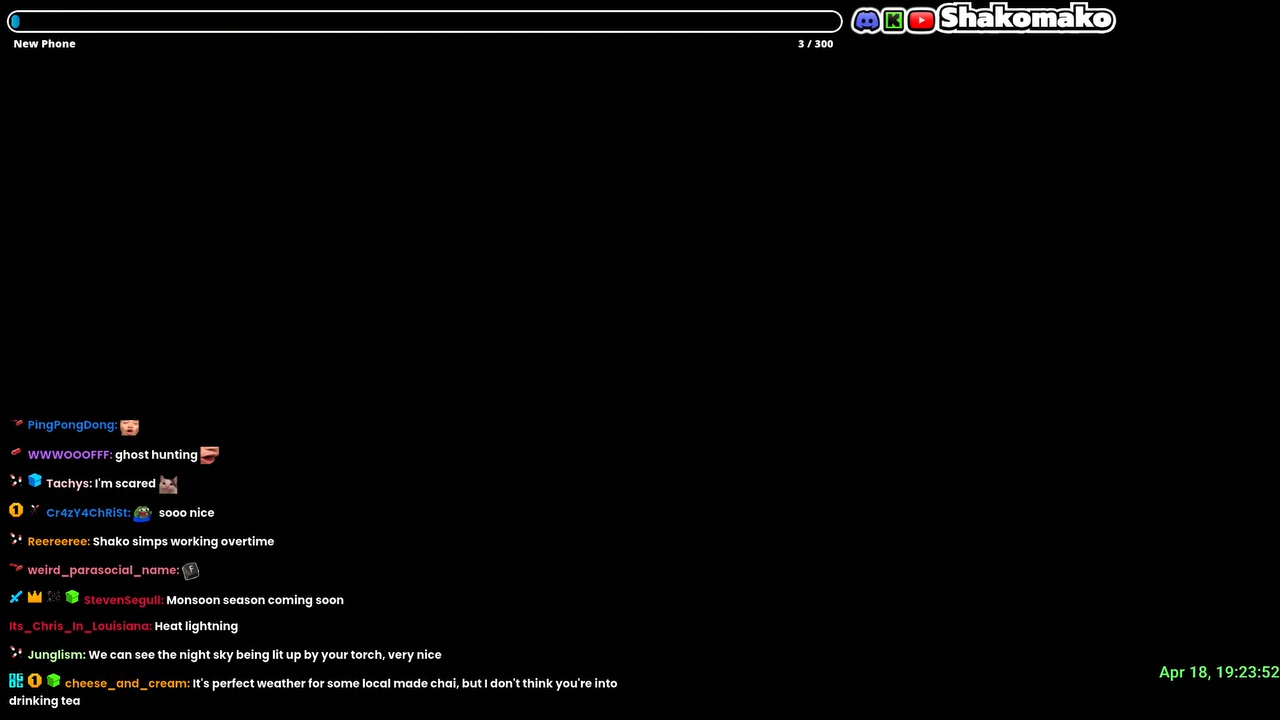 Shakomako
New Phone
3 / 300
PingPongDong:
WWWOOOFFF: ghost hunting
Tachys: I'm scared
1 Cr4zY4ChRiSt: sooo nice
Reereeree: Shako simps working overtime
weird_parasocial_name: F
StevenSegull: Monsoon season coming soon
Its_Chris_In_Louisiana: Heat lightning
Junglism: We can see the night sky being lit up by your torch, very nice
1 cheese_and_cream: It's perfect weather for some local made chai, but I don't think you're into
drinking tea
Apr 18, 19:23:52